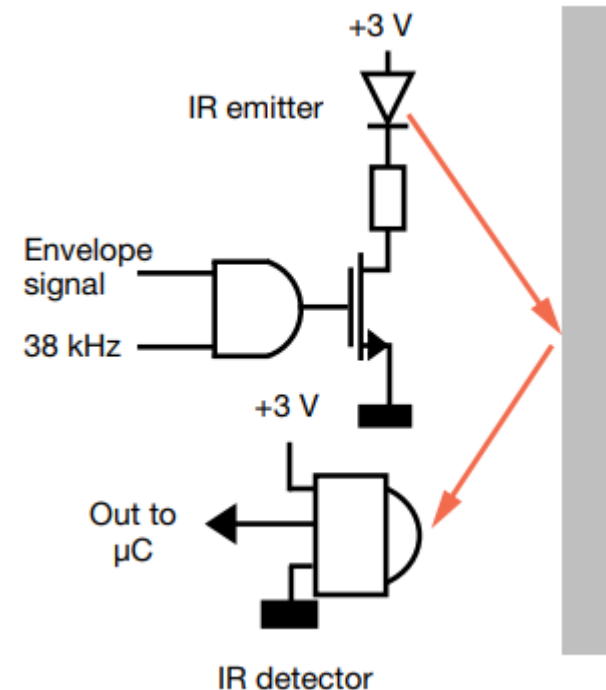 +3 V
IR emitter
Envelope
signal
38 kHz
+3 V
Out to
µC
IR detector